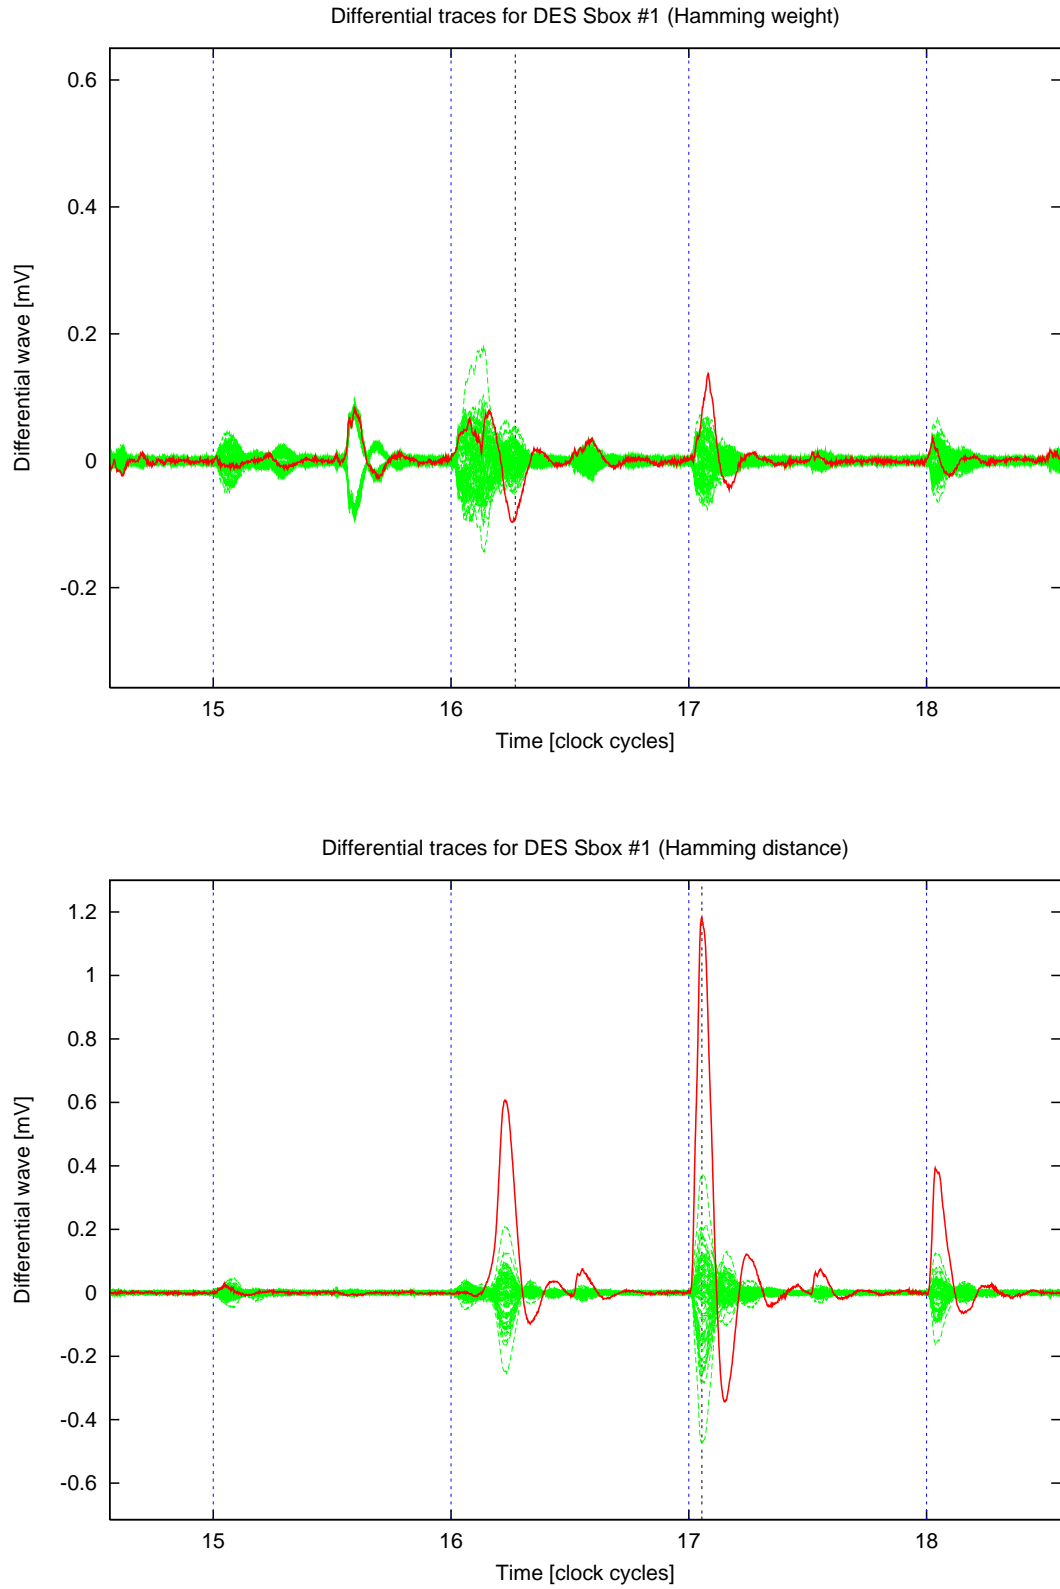 Differential traces for DES Sbox #1 (Hamming weight)
0.6
0.4
0.2
0
-0.2
Differential wave [mV]
15 16 17 18
Time [clock cycles]
Differential traces for DES Sbox #1 (Hamming distance)
1.2
1
0.8
0.6
0.4
0.2
0
-0.2
-0.4
-0.6
Differential wave [mV]
15 16 17 18
Time [clock cycles]